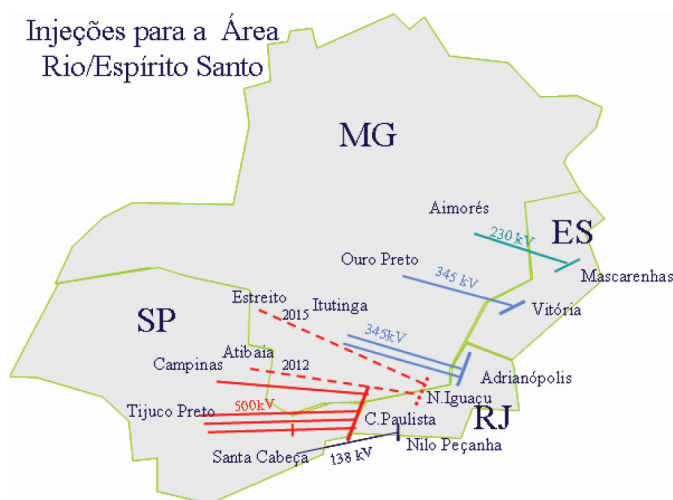 Injeções para a Área
Rio/Espírito Santo
MG
Aimorés
230 kV
ES
Ouro Preto
345 kV
Mascarenhas
Estreito
Itutinga
Vitória
2015
SP
Atibaia
345kV
Campinas
2012
Adrianópolis
N.Iguaçu
Tijuco Preto
500kV
C.Paulista
RJ
Santa Cabeça
138 kV
Nilo Peçanha